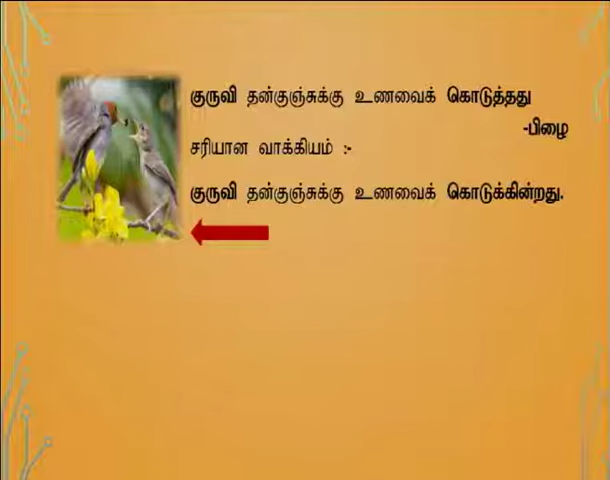 குருவி தன்குஞ்சுக்கு உணவைக் கொடுத்தது
-பிழை
சரியான வாக்கியம் :-
குருவி தன்குஞ்சுக்கு உணவைக் கொடுக்கின்றது.